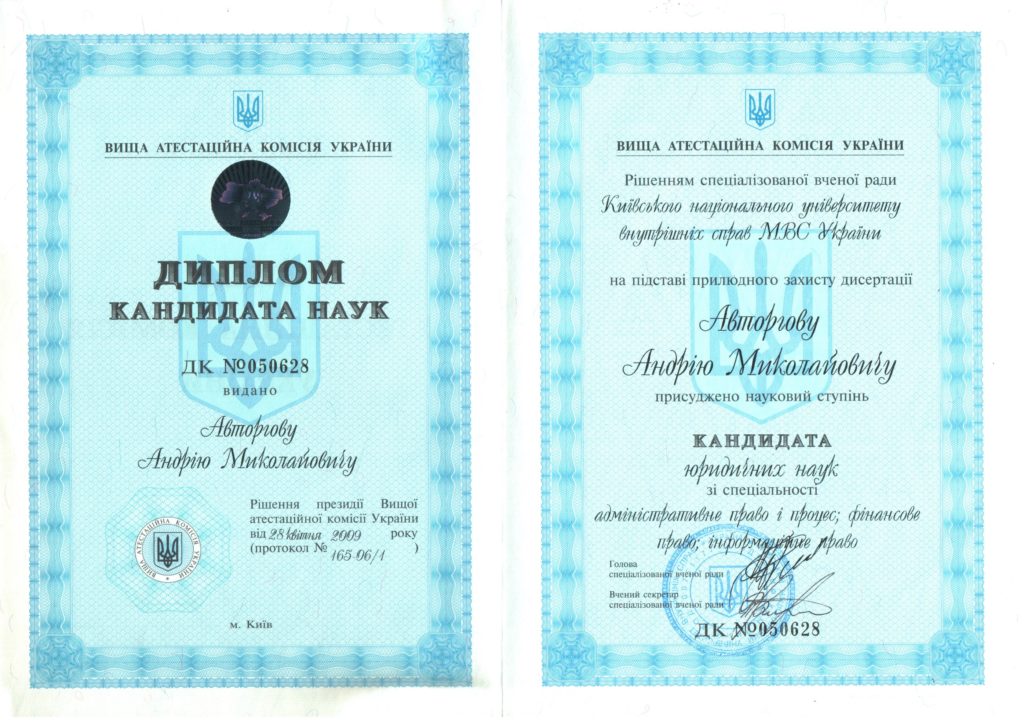 ВИЩА АТЕСТАЦІЙНА КОМІСІЯ УКРАЇНИ
ДИПЛОМ
КАНДИДАТА НАУК
ДК №050628
видано
Авторгову
Андрію Миколайовичу
Рішення президії Вищої
атестаційної комісії України
від 28 квітня 2009 року
(протокол № 165-06/1 )
ВИЩА АТЕСТАЦІЙНА КОМІСІЯ УКРАЇНИ
м. Київ
ВИЩА АТЕСТАЦІЙНА КОМІСІЯ УКРАЇНИ
Рішенням спеціалізованої вченої ради
Київського національного університету
внутрішніх справ МВС України
на підставі прилюдного захисту дисертації
Авторгову
Андрію Миколайовичу
присуджено науковий ступінь
КАНДИДАТА
юридичних наук
зі спеціальності
адміністративне право і процес; фінансове
право; інформаційне право
Голова
спеціалізованої вченої ради
Вчений секретар
спеціалізованої вченої ради
ДК №050628